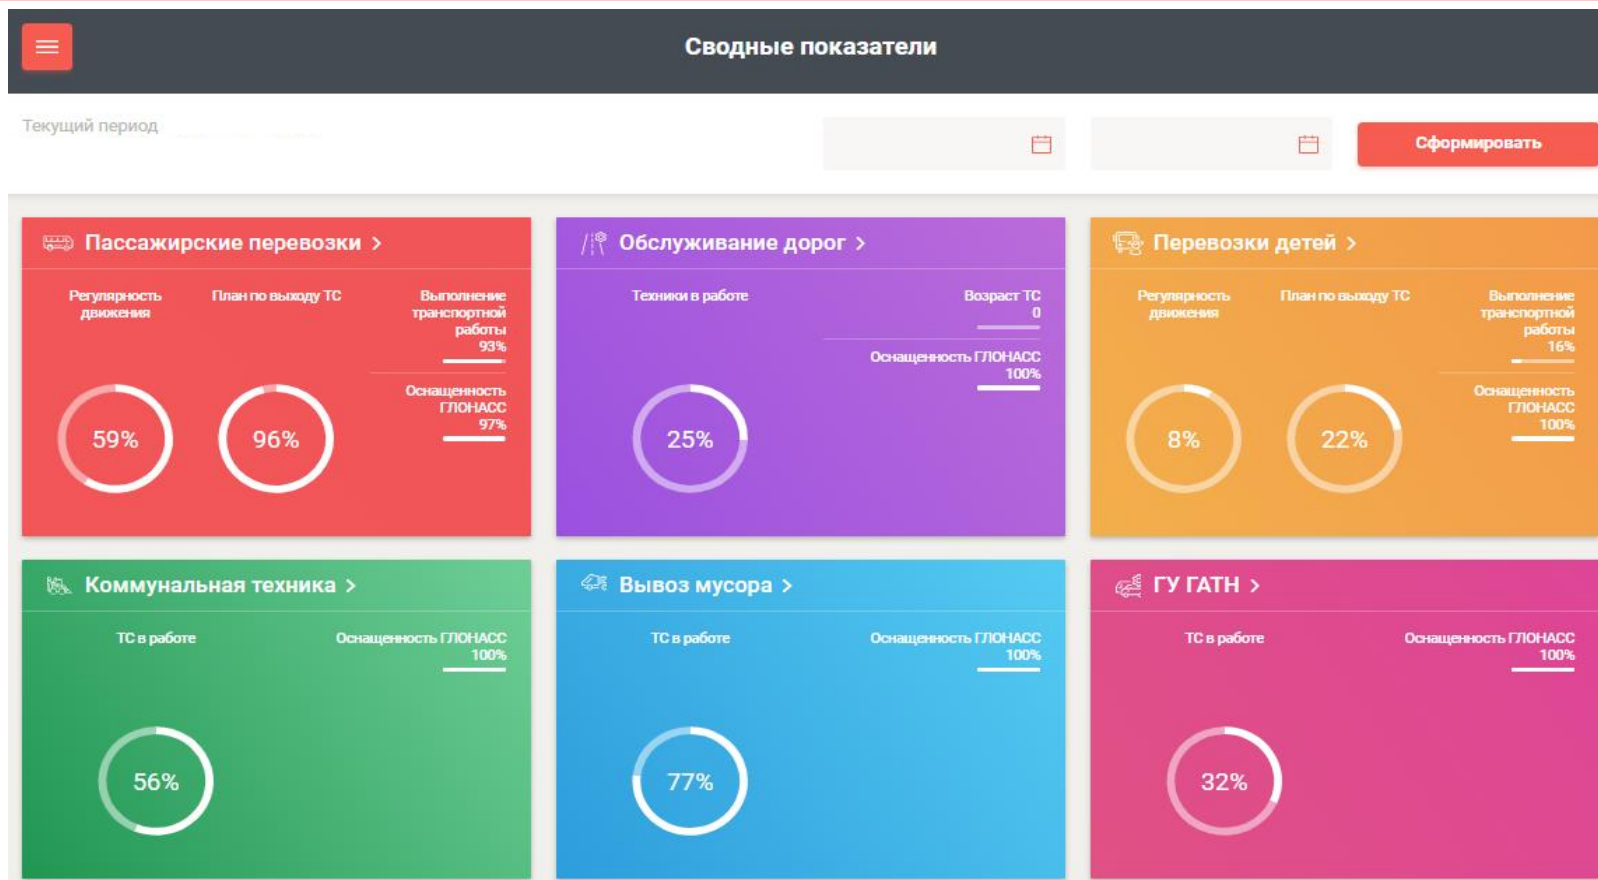 Сводные показатели
Текущий период
Сформировать
Пассажирские перевозки >
Регулярность
движения
План по выходу ТС
Выполнение
транспортной
работы
93%
Оснащенность
ГЛОНАСС
97%
59%
96%
Обслуживание дорог >
Техники в работе
Возраст ТС
0
Оснащенность ГЛОНАСС
100%
25%
Перевозки детей >
Регулярность
движения
План по выходу ТС
Выполнение
транспортной
работы
16%
Оснащенность
ГЛОНАСС
100%
8%
22%
Коммунальная техника >
ТС в работе
Оснащенность ГЛОНАСС
100%
56%
Вывоз мусора >
ТС в работе
Оснащенность ГЛОНАСС
100%
77%
ГУ ГАТН >
ТС в работе
Оснащенность ГЛОНАСС
100%
32%